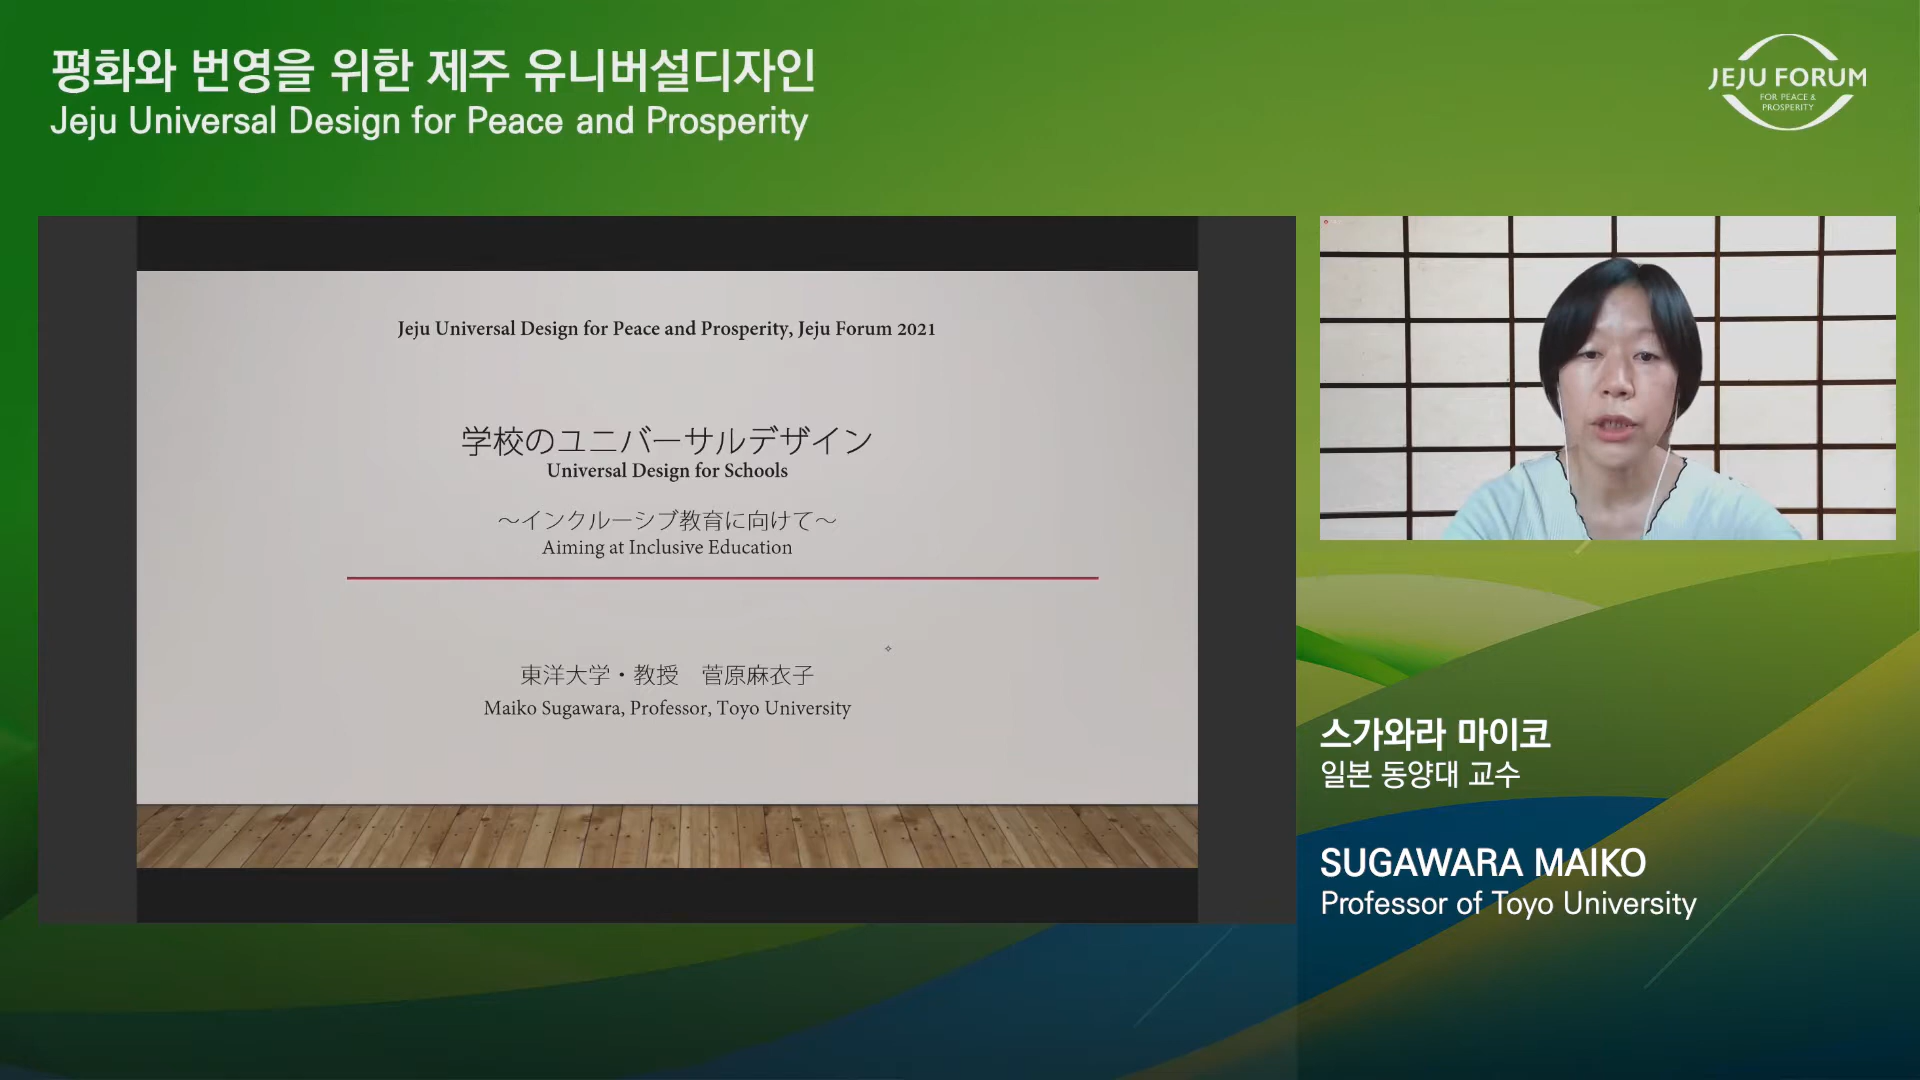 평화와 번영을 위한 제주 유니버설디자인
Jeju Universal Design for Peace and Prosperity
JEJU FORUM
FOR PEACE &
PROSPERITY
Jeju Universal Design for Peace and Prosperity, Jeju Forum 2021
学校のユニバーサルデザイン
Universal Design for Schools
～インクルーシブ教育に向けて～
Aiming at Inclusive Education
東洋大学・教授　菅原麻衣子
Maiko Sugawara, Professor, Toyo University
스가와라 마이코
일본 동양대 교수
SUGAWARA MAIKO
Professor of Toyo University